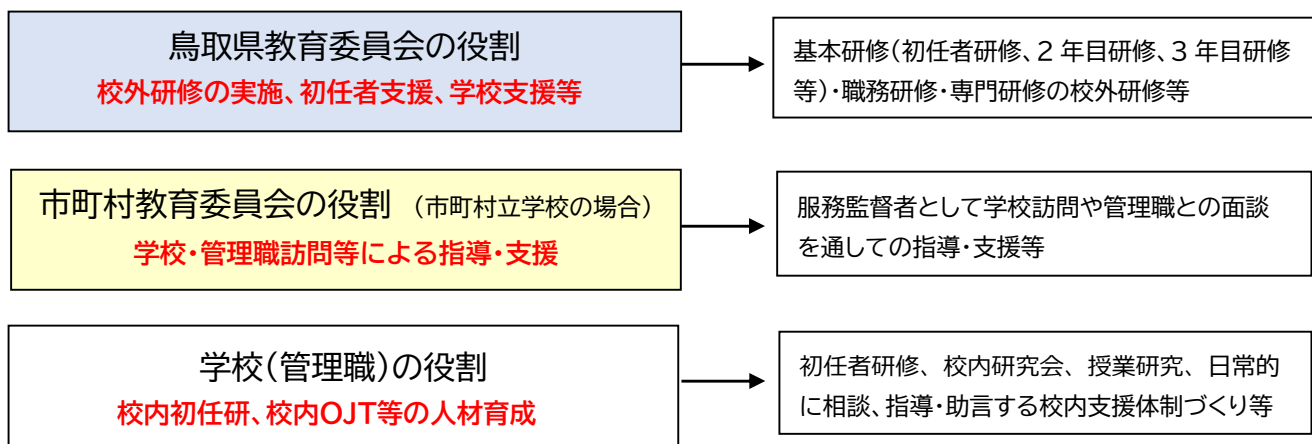 鳥取県教育委員会の役割
校外研修の実施、初任者支援、学校支援等
基本研修(初任者研修、2年目研修、3年目研修
等)・職務研修・専門研修の校外研修等
市町村教育委員会の役割 (市町村立学校の場合)
学校・管理職訪問等による指導・支援
服務監督者として学校訪問や管理職との面談
を通しての指導・支援等
学校(管理職)の役割
校内初任研、校内OJT等の人材育成
初任者研修、校内研究会、授業研究、日常的
に相談、指導・助言する校内支援体制づくり等